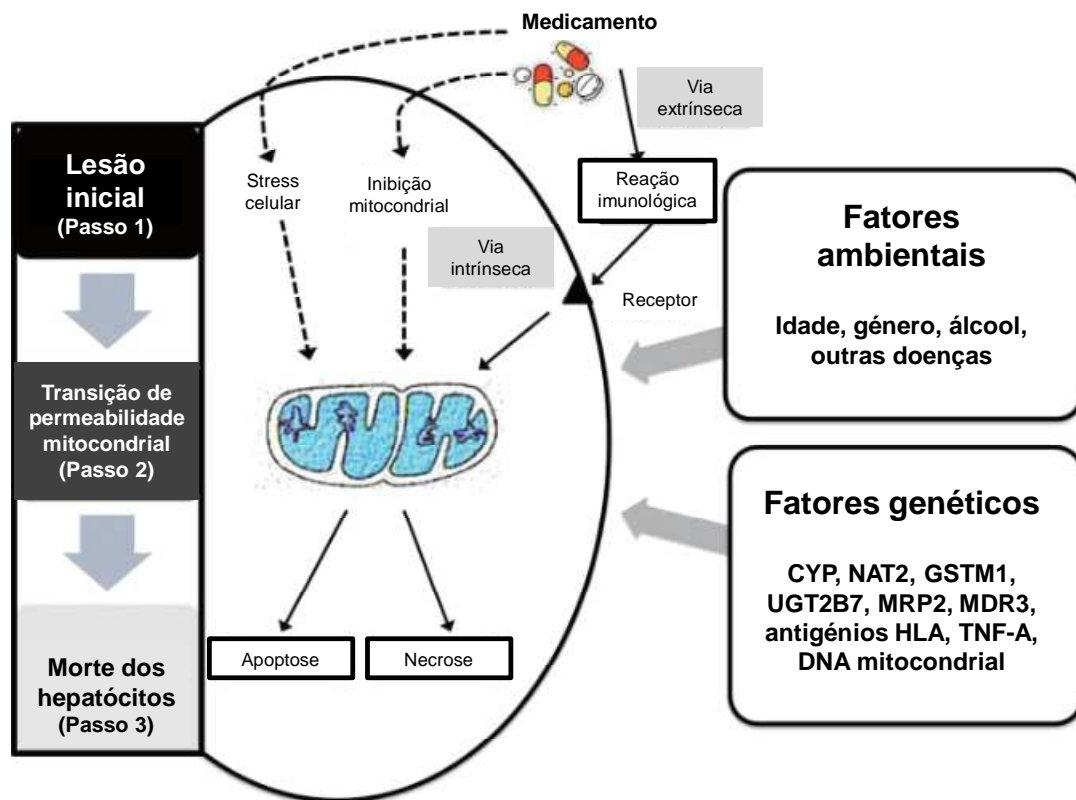 Medicamento
Via
extrínseca
Lesão
inicial
(Passo 1)
Stress
celular
Inibição
mitocondrial
Reação
imunológica
Via
intrínseca
Receptor
Fatores
ambientais
Idade, género, álcool,
outras doenças
Transição de
permeabilidade
mitocondrial
(Passo 2)
Fatores genéticos
CYP, NAT2, GSTM1,
UGT2B7, MRP2, MDR3,
antigénios HLA, TNF-A,
DNA mitocondrial
Apoptose
Necrose
Morte dos
hepatócitos
(Passo 3)